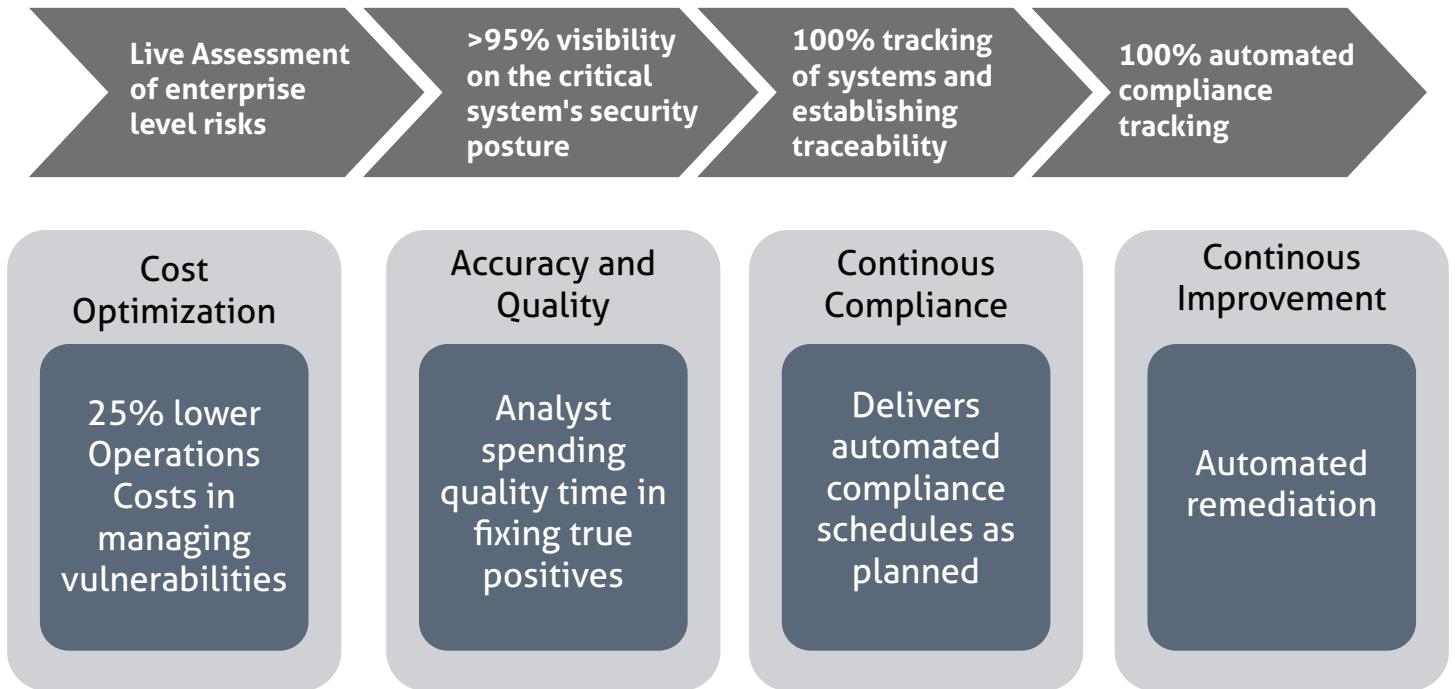 Live Assessment
of enterprise
level risks
>95% visibility
on the critical
system's security
posture
100% tracking
of systems and
establishing
traceability
100% automated
compliance
tracking
Cost
Optimization
25% lower
Operations
Costs in
managing
vulnerabilities
Accuracy and
Quality
Analyst
spending
quality time in
fixing true
positives
Continous
Compliance
Delivers
automated
compliance
schedules as
planned
Continous
Improvement
Automated
remediation